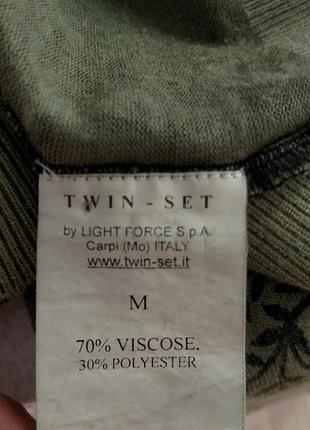 TWIN - SET
by LIGHT FORCE S.p.A.
Carpi (Mo) ITALY
www.twin-set.it
M
70% VISCOSE,
30% POLYESTER